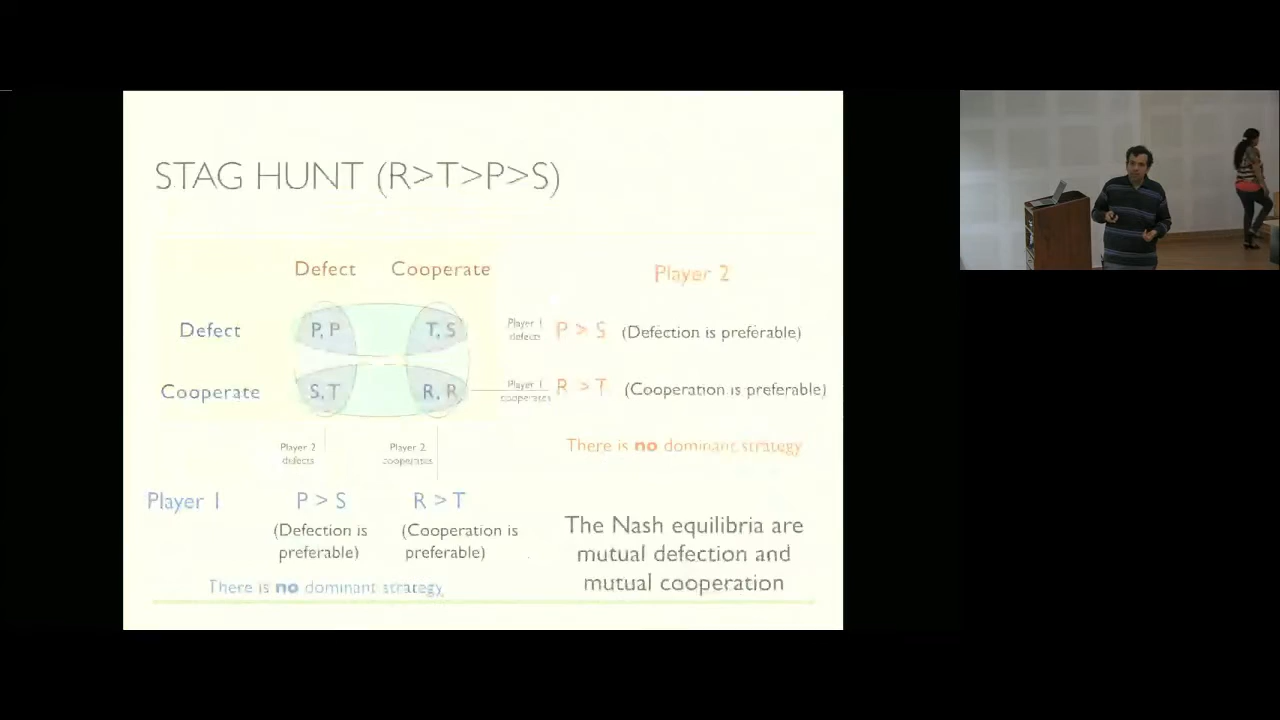 STAG HUNT (R>T>P>S)
Defect Cooperate
Player 2
Defect
P, P
T, S
Player 1
defects
P > S
(Defection is preferable)
Cooperate
S, T
R, R
Player 1
cooperates
R > T
(Cooperation is preferable)
There is no dominant strategy
Player 2
defects
Player 2
cooperates
Player 1
P > S
R > T
(Defection is
preferable)
(Cooperation is
preferable)
There is no dominant strategy
The Nash equilibria are
mutual defection and
mutual cooperation